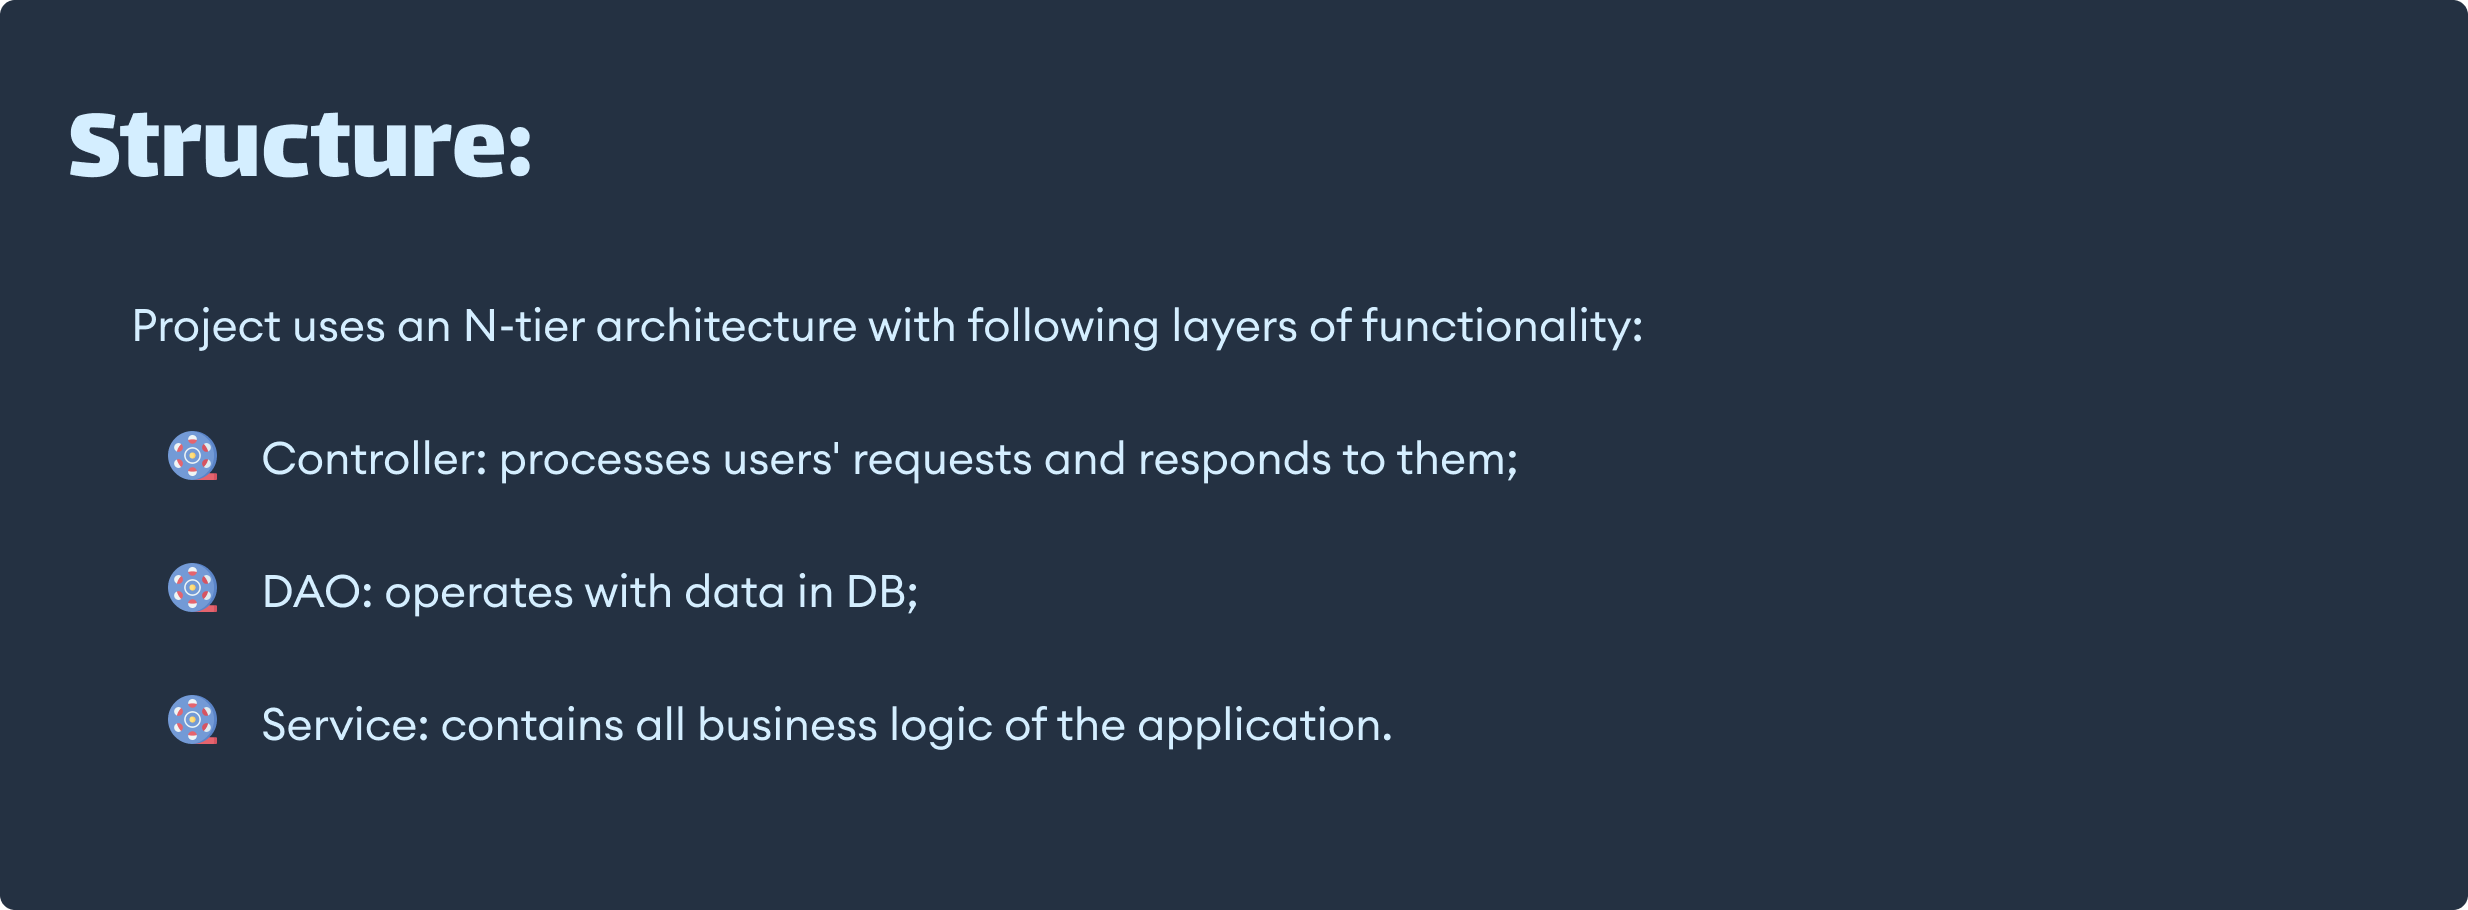 Structure:
Project uses an N-tier architecture with following layers of functionality:
Controller: processes users' requests and responds to them;
DAO: operates with data in DB;
Service: contains all business logic of the application.